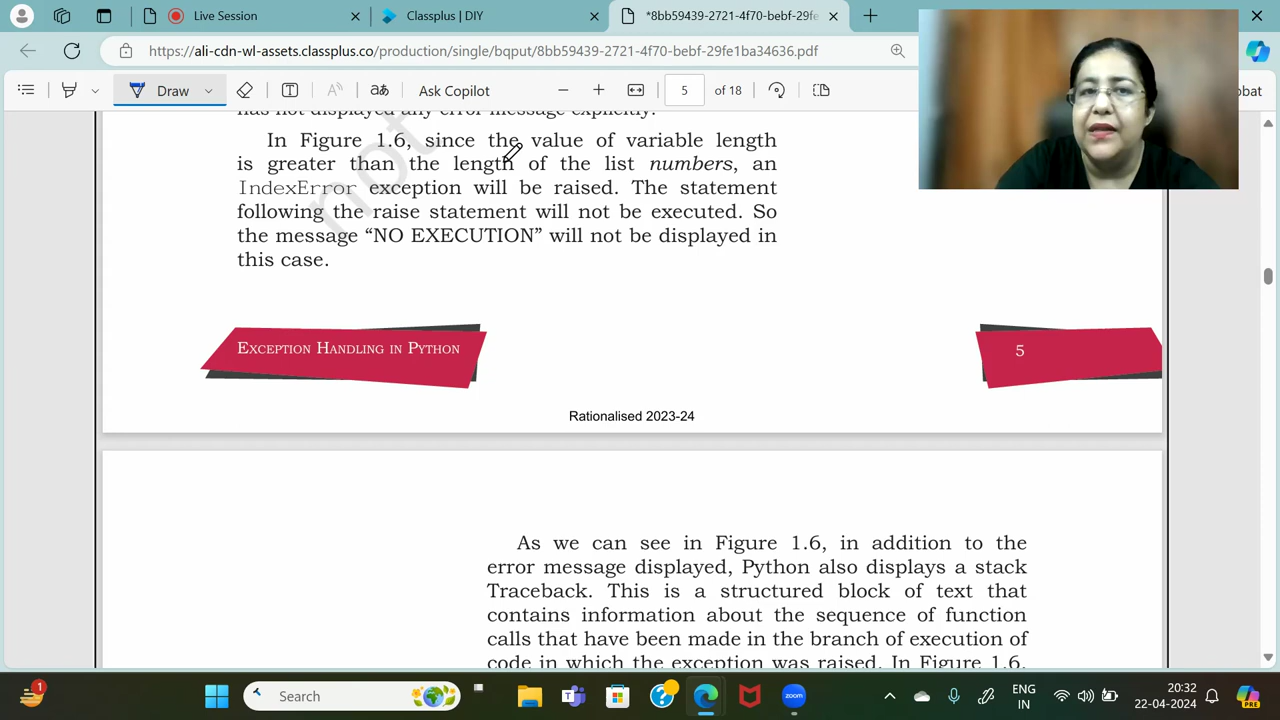 Live Session
Classplus | DIY
*8bb59439-2721-4f70-bebf-29fe
https://ali-cdn-wl-assets.classplus.co/production/single/bqput/8bb59439-2721-4f70-bebf-29fe1ba34636.pdf
Draw
Ask Copilot
5
of 18
In Figure 1.6, since the value of variable length
is greater than the length of the list numbers, an
IndexError exception will be raised. The statement
following the raise statement will not be executed. So
the message “NO EXECUTION” will not be displayed in
this case.
EXCEPTION HANDLING IN PYTHON
5
Rationalised 2023-24
As we can see in Figure 1.6, in addition to the
error message displayed, Python also displays a stack
Traceback. This is a structured block of text that
contains information about the sequence of function
calls that have been made in the branch of execution of
code in which the exception was raised. In Figure 1.6,
1
Search
zoom
ENG
IN
20:32
22-04-2024
PRE